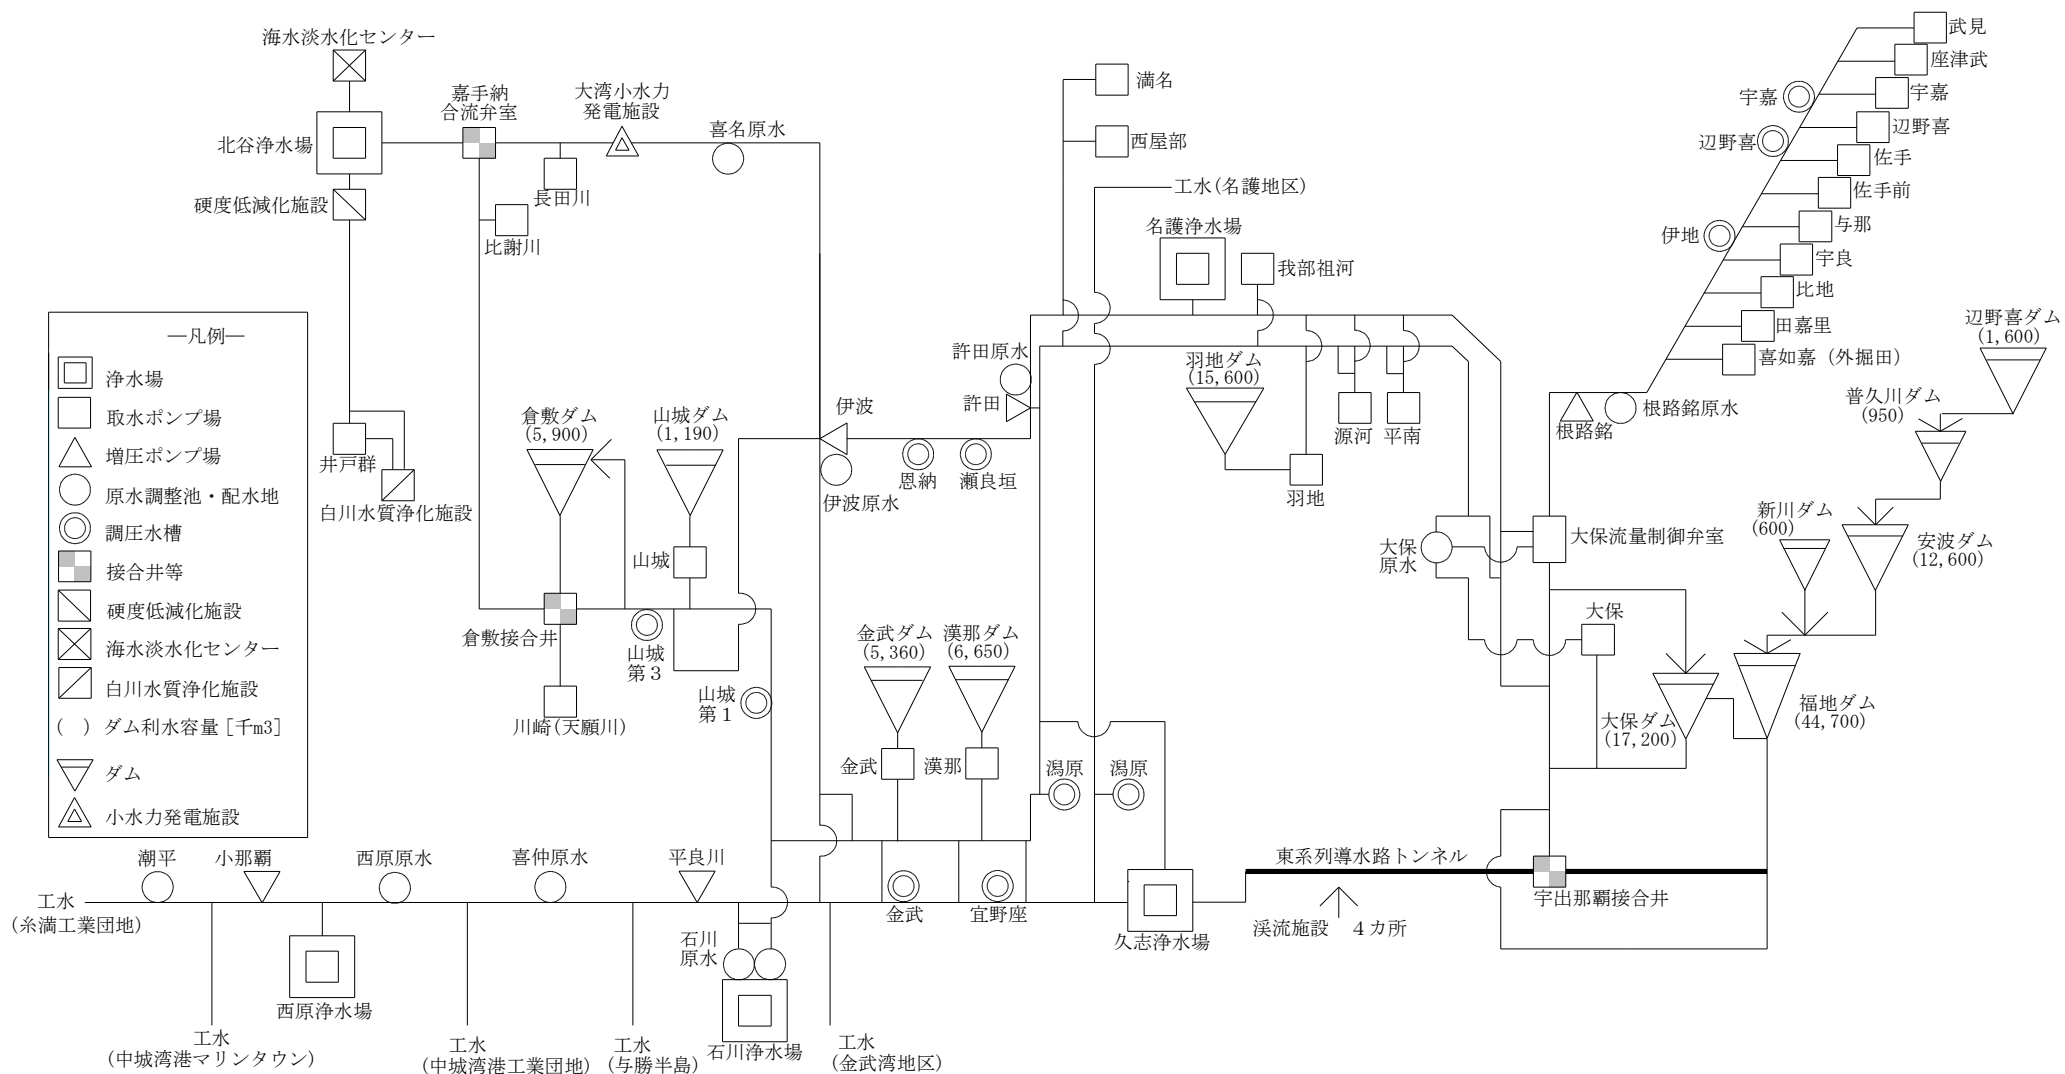 海水淡水化センター
北谷浄水場
硬度低減化施設
嘉手納
合流弁室
大湾小水力
発電施設
喜名原水
長田川
比謝川
井戸群
白川水質浄化施設
―凡例―
浄水場
取水ポンプ場
増圧ポンプ場
原水調整池・配水地
調圧水槽
接合井等
硬度低減化施設
海水淡水化センター
白川水質浄化施設
( ) ダム利水容量［千m3］
ダム
小水力発電施設
倉敷ダム
(5,900)
山城ダム
(1,190)
山城
倉敷接合井
山城
第３
川崎(天願川)
山城
第１
伊波
伊波原水
恩納
瀬良垣
許田原水
許田
満名
西屋部
工水(名護地区)
名護浄水場
我部祖河
羽地ダム
(15,600)
羽地
源河
平南
武見
座津武
宇嘉
宇嘉
辺野喜
辺野喜
佐手
佐手前
与那
伊地
宇良
比地
田嘉里
喜如嘉（外掘田）
根路銘
根路銘原水
辺野喜ダム
(1,600)
普久川ダム
(950)
新川ダム
(600)
安波ダム
(12,600)
大保
原水
大保流量制御弁室
大保
大保ダム
(17,200)
福地ダム
(44,700)
金武ダム
(5,360)
漢那ダム
(6,650)
金武
漢那
潟原
潟原
東系列導水路トンネル
宇出那覇接合井
渓流施設　４カ所
久志浄水場
宜野座
金武
平良川
喜仲原水
西原原水
小那覇
潮平
工水
(糸満工業団地)
西原浄水場
石川
原水
石川浄水場
工水
(中城湾港マリンタウン)
工水
(中城湾港工業団地)
工水
(与勝半島)
工水
(金武湾地区)